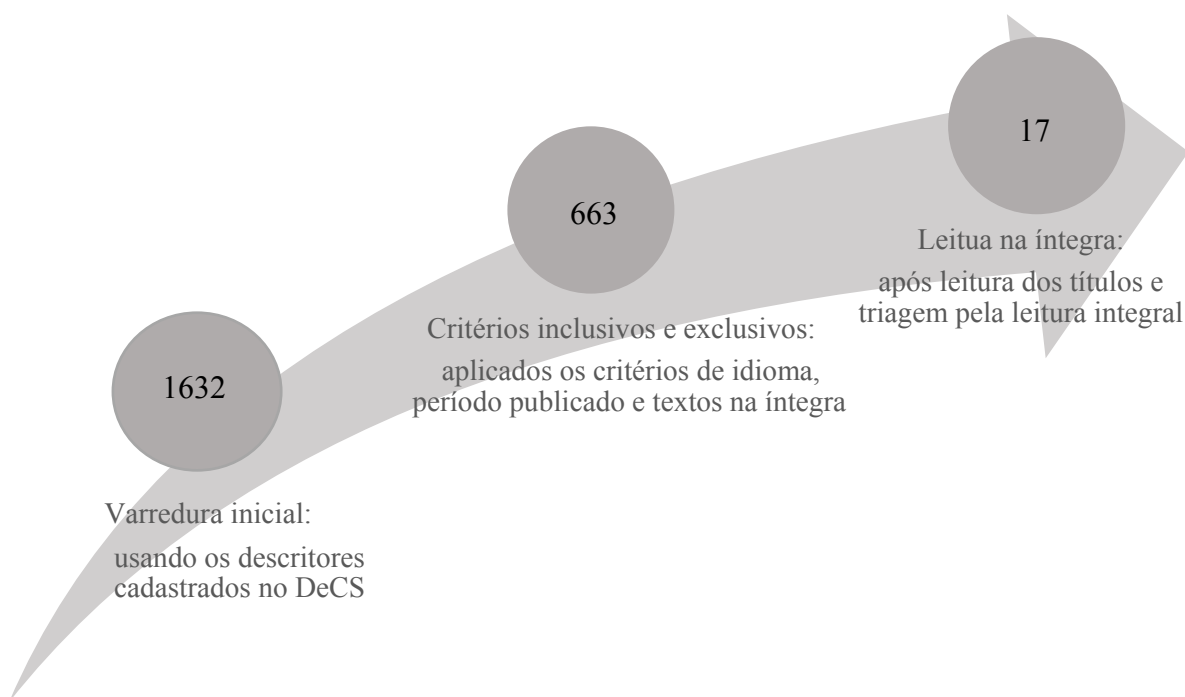 1632
Varredura inicial:
usando os descritores
cadastrados no DeCS
663
Critérios inclusivos e exclusivos:
aplicados os critérios de idioma,
período publicado e textos na íntegra
17
Leitua na íntegra:
após leitura dos títulos e
triagem pela leitura integral